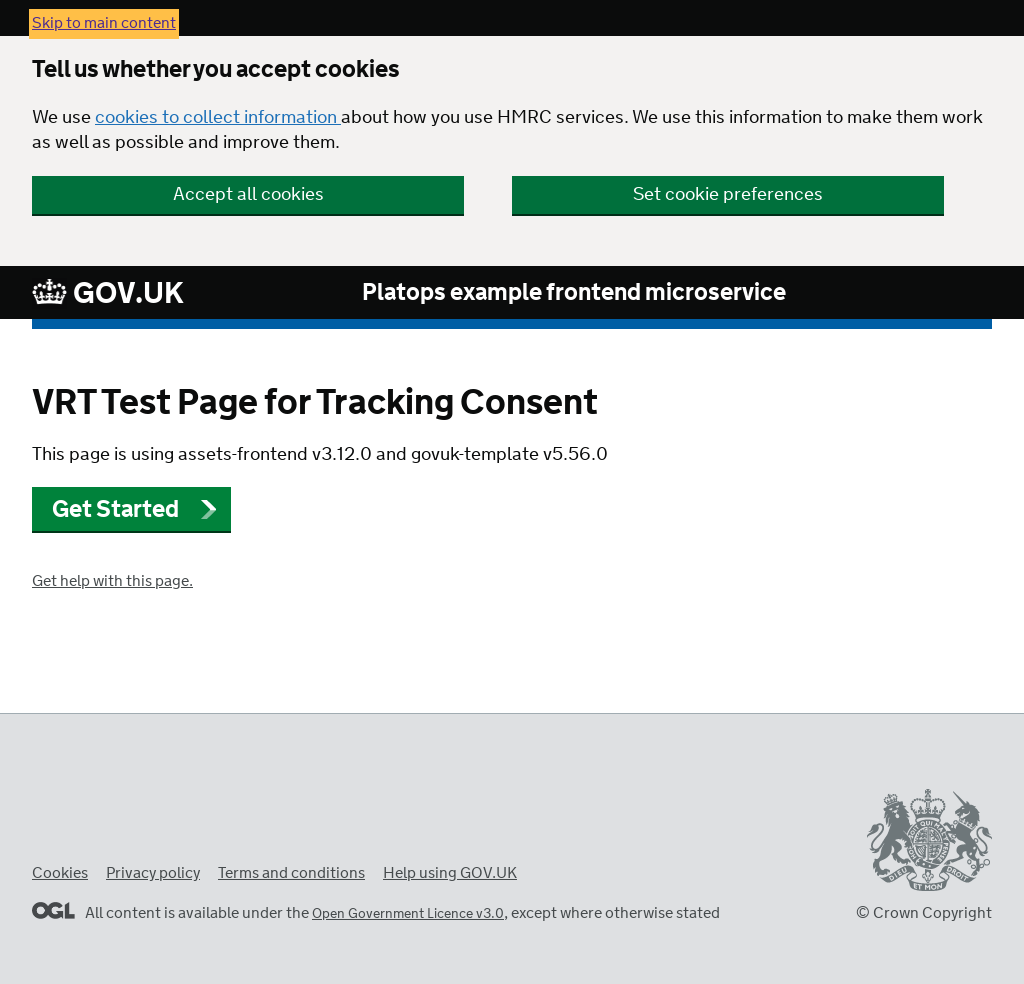 Skip to main content
Tell us whether you accept cookies
We use cookies to collect information about how you use HMRC services. We use this information to make them work
as well as possible and improve them.
Accept all cookies
Set cookie preferences
GOV.UK
Platops example frontend microservice
VRT Test Page for Tracking Consent
This page is using assets-frontend v3.12.0 and govuk-template v5.56.0
Get Started
Get help with this page.
Cookies Privacy policy Terms and conditions Help using GOV.UK
OGL All content is available under the Open Government Licence v3.0, except where otherwise stated
DIEU ET MON DROIT
© Crown Copyright